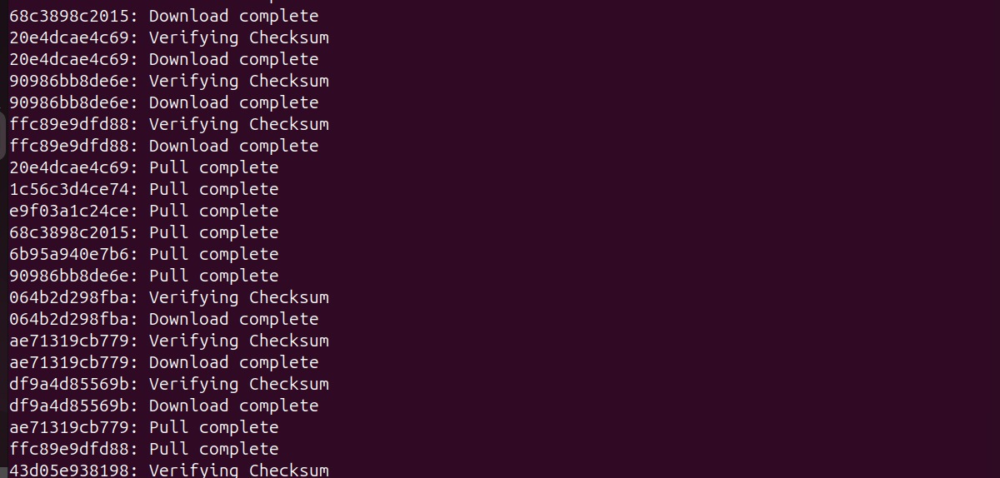 68c3898c2015: Download complete
20e4dcae4c69: Verifying Checksum
20e4dcae4c69: Download complete
90986bb8de6e: Verifying Checksum
90986bb8de6e: Download complete
ffc89e9dfd88: Verifying Checksum
ffc89e9dfd88: Download complete
20e4dcae4c69: Pull complete
1c56c3d4ce74: Pull complete
e9f03a1c24ce: Pull complete
68c3898c2015: Pull complete
6b95a940e7b6: Pull complete
90986bb8de6e: Pull complete
064b2d298fba: Verifying Checksum
064b2d298fba: Download complete
ae71319cb779: Verifying Checksum
ae71319cb779: Download complete
df9a4d85569b: Verifying Checksum
df9a4d85569b: Download complete
ae71319cb779: Pull complete
ffc89e9dfd88: Pull complete
43d05e938198: Verifying Checksum